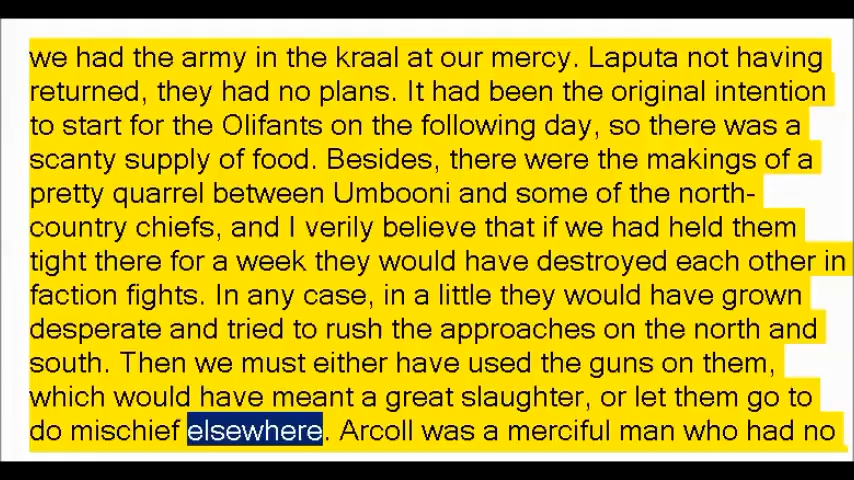 we had the army in the kraal at our mercy. Laputa not having
returned, they had no plans. It had been the original intention
to start for the Olifants on the following day, so there was a
scanty supply of food. Besides, there were the makings of a
pretty quarrel between Umbooni and some of the north-
country chiefs, and I verily believe that if we had held them
tight there for a week they would have destroyed each other in
faction fights. In any case, in a little they would have grown
desperate and tried to rush the approaches on the north and
south. Then we must either have used the guns on them,
which would have meant a great slaughter, or let them go to
do mischief elsewhere. Arcoll was a merciful man who had no